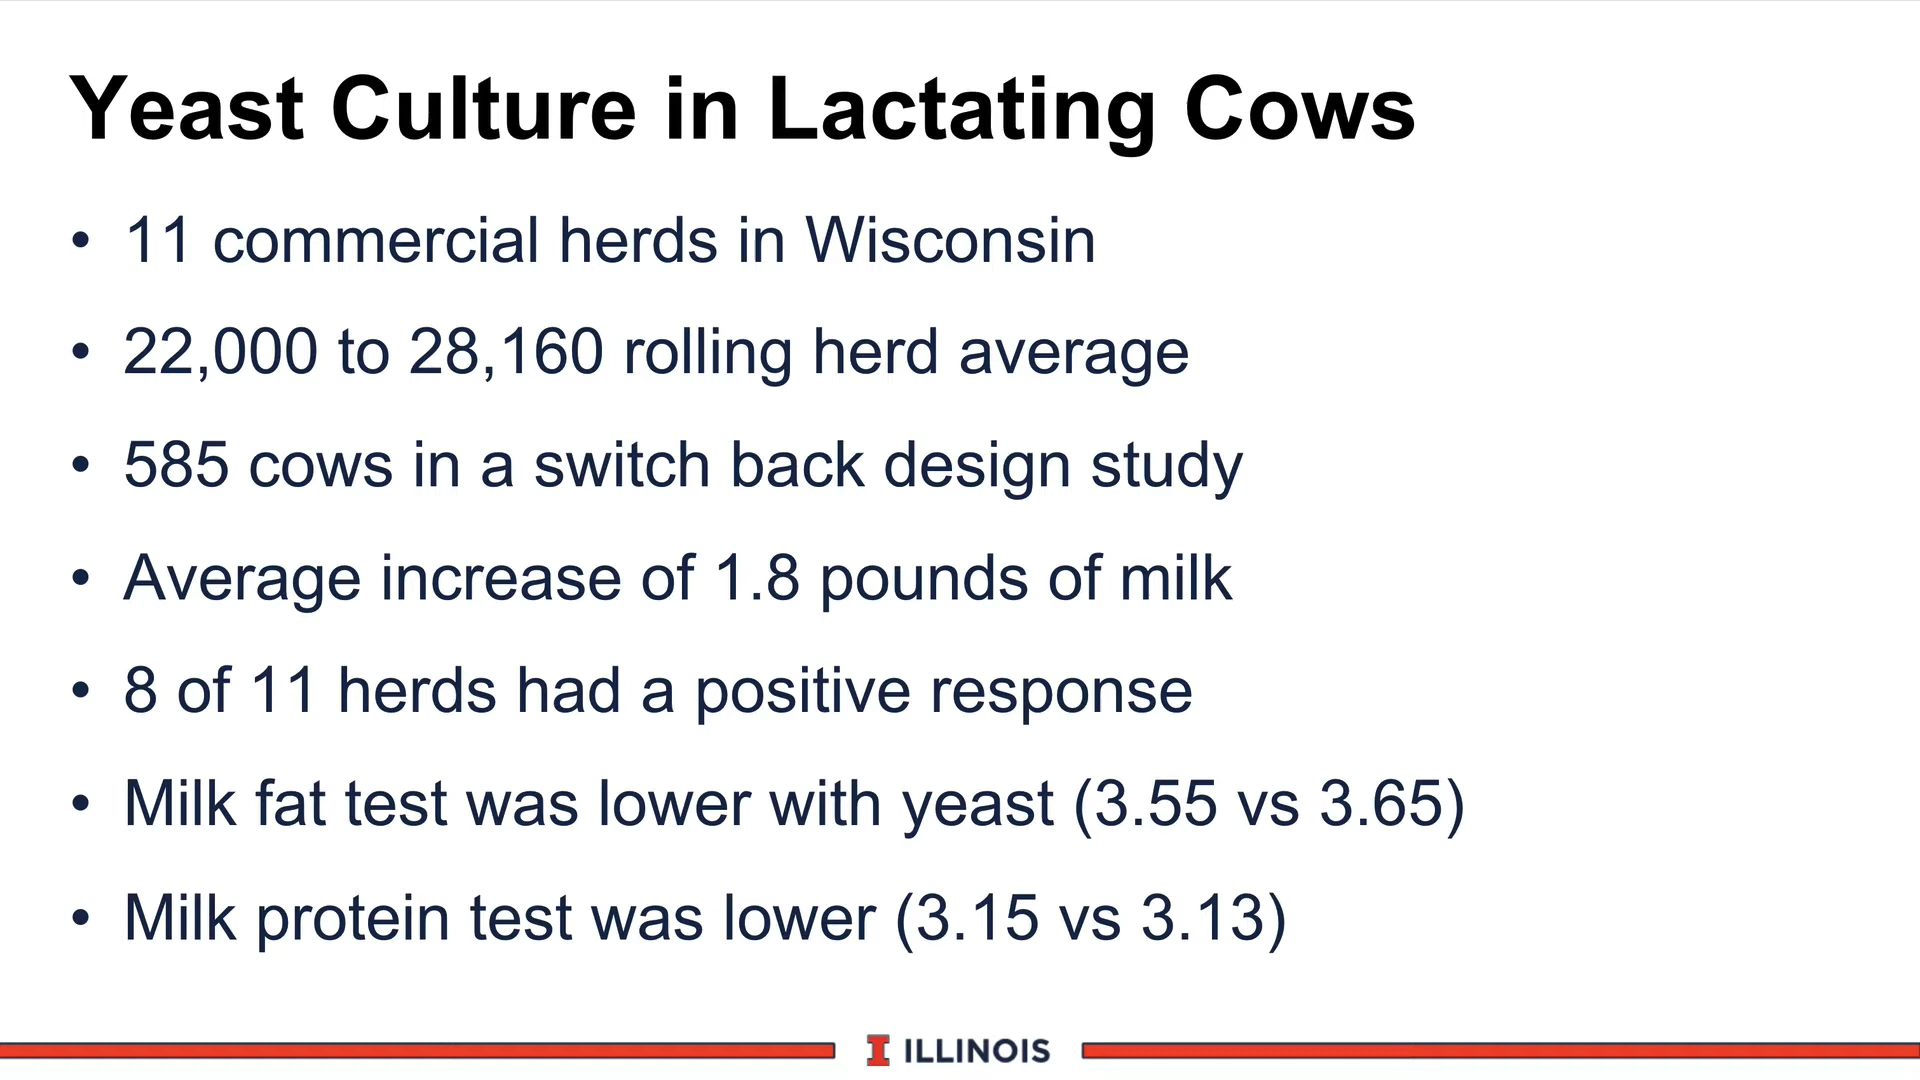 Yeast Culture in Lactating Cows
• 11 commercial herds in Wisconsin
• 22,000 to 28,160 rolling herd average
• 585 cows in a switch back design study
• Average increase of 1.8 pounds of milk
• 8 of 11 herds had a positive response
• Milk fat test was lower with yeast (3.55 vs 3.65)
• Milk protein test was lower (3.15 vs 3.13)
I ILLINOIS